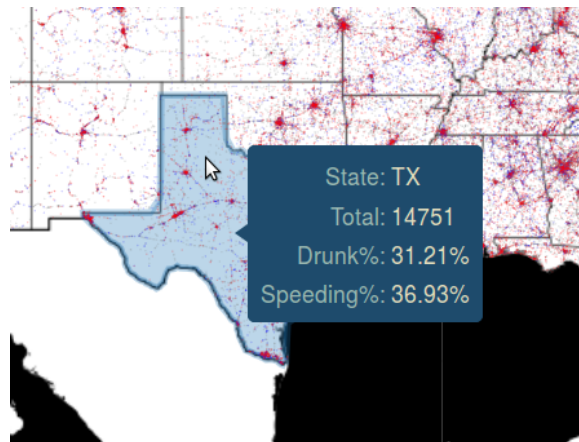 State: TX
Total: 14751
Drunk%: 31.21%
Speeding%: 36.93%